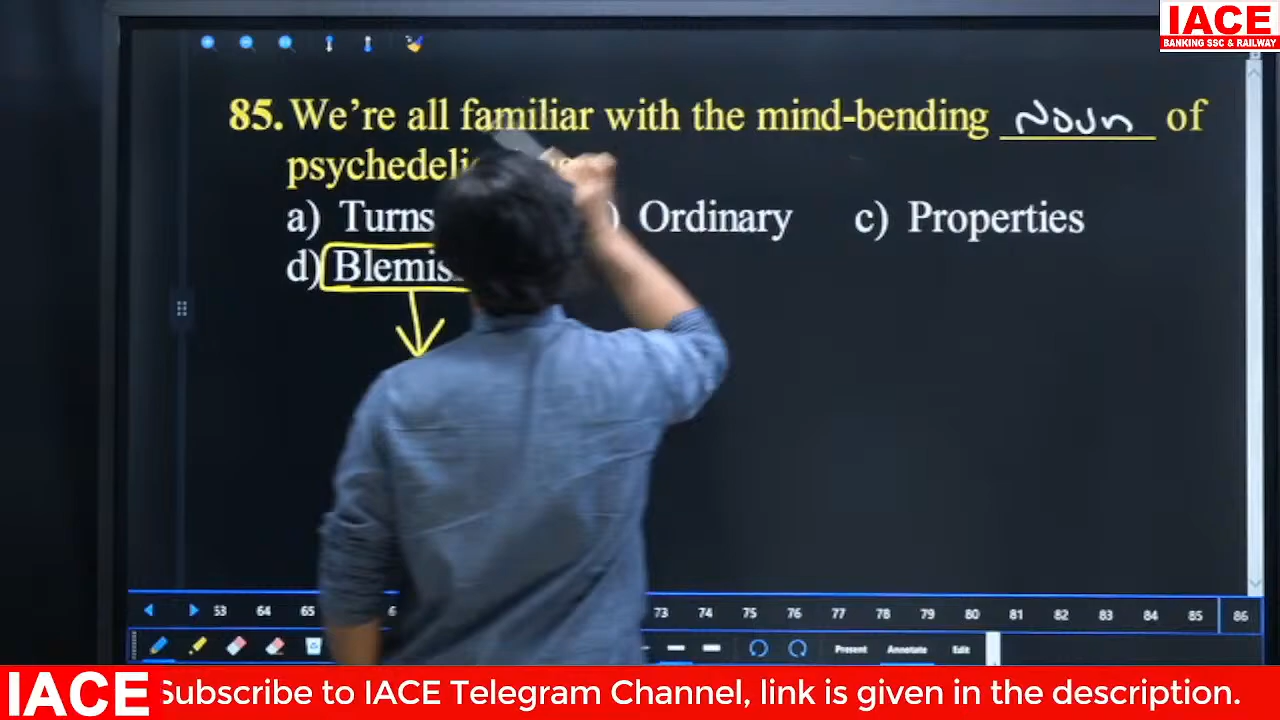 IACE
BANKING SSC & RAILWAY
85. We're all familiar with the mind-bending Noun of
psychedeli
a) Turns ) Ordinary c) Properties
d) Blemis
53 64 65 6 73 74 75 76 77 78 79 80 81 82 83 84 85 86
Present Annotate Edit
IACE Subscribe to IACE Telegram Channel, link is given in the description.